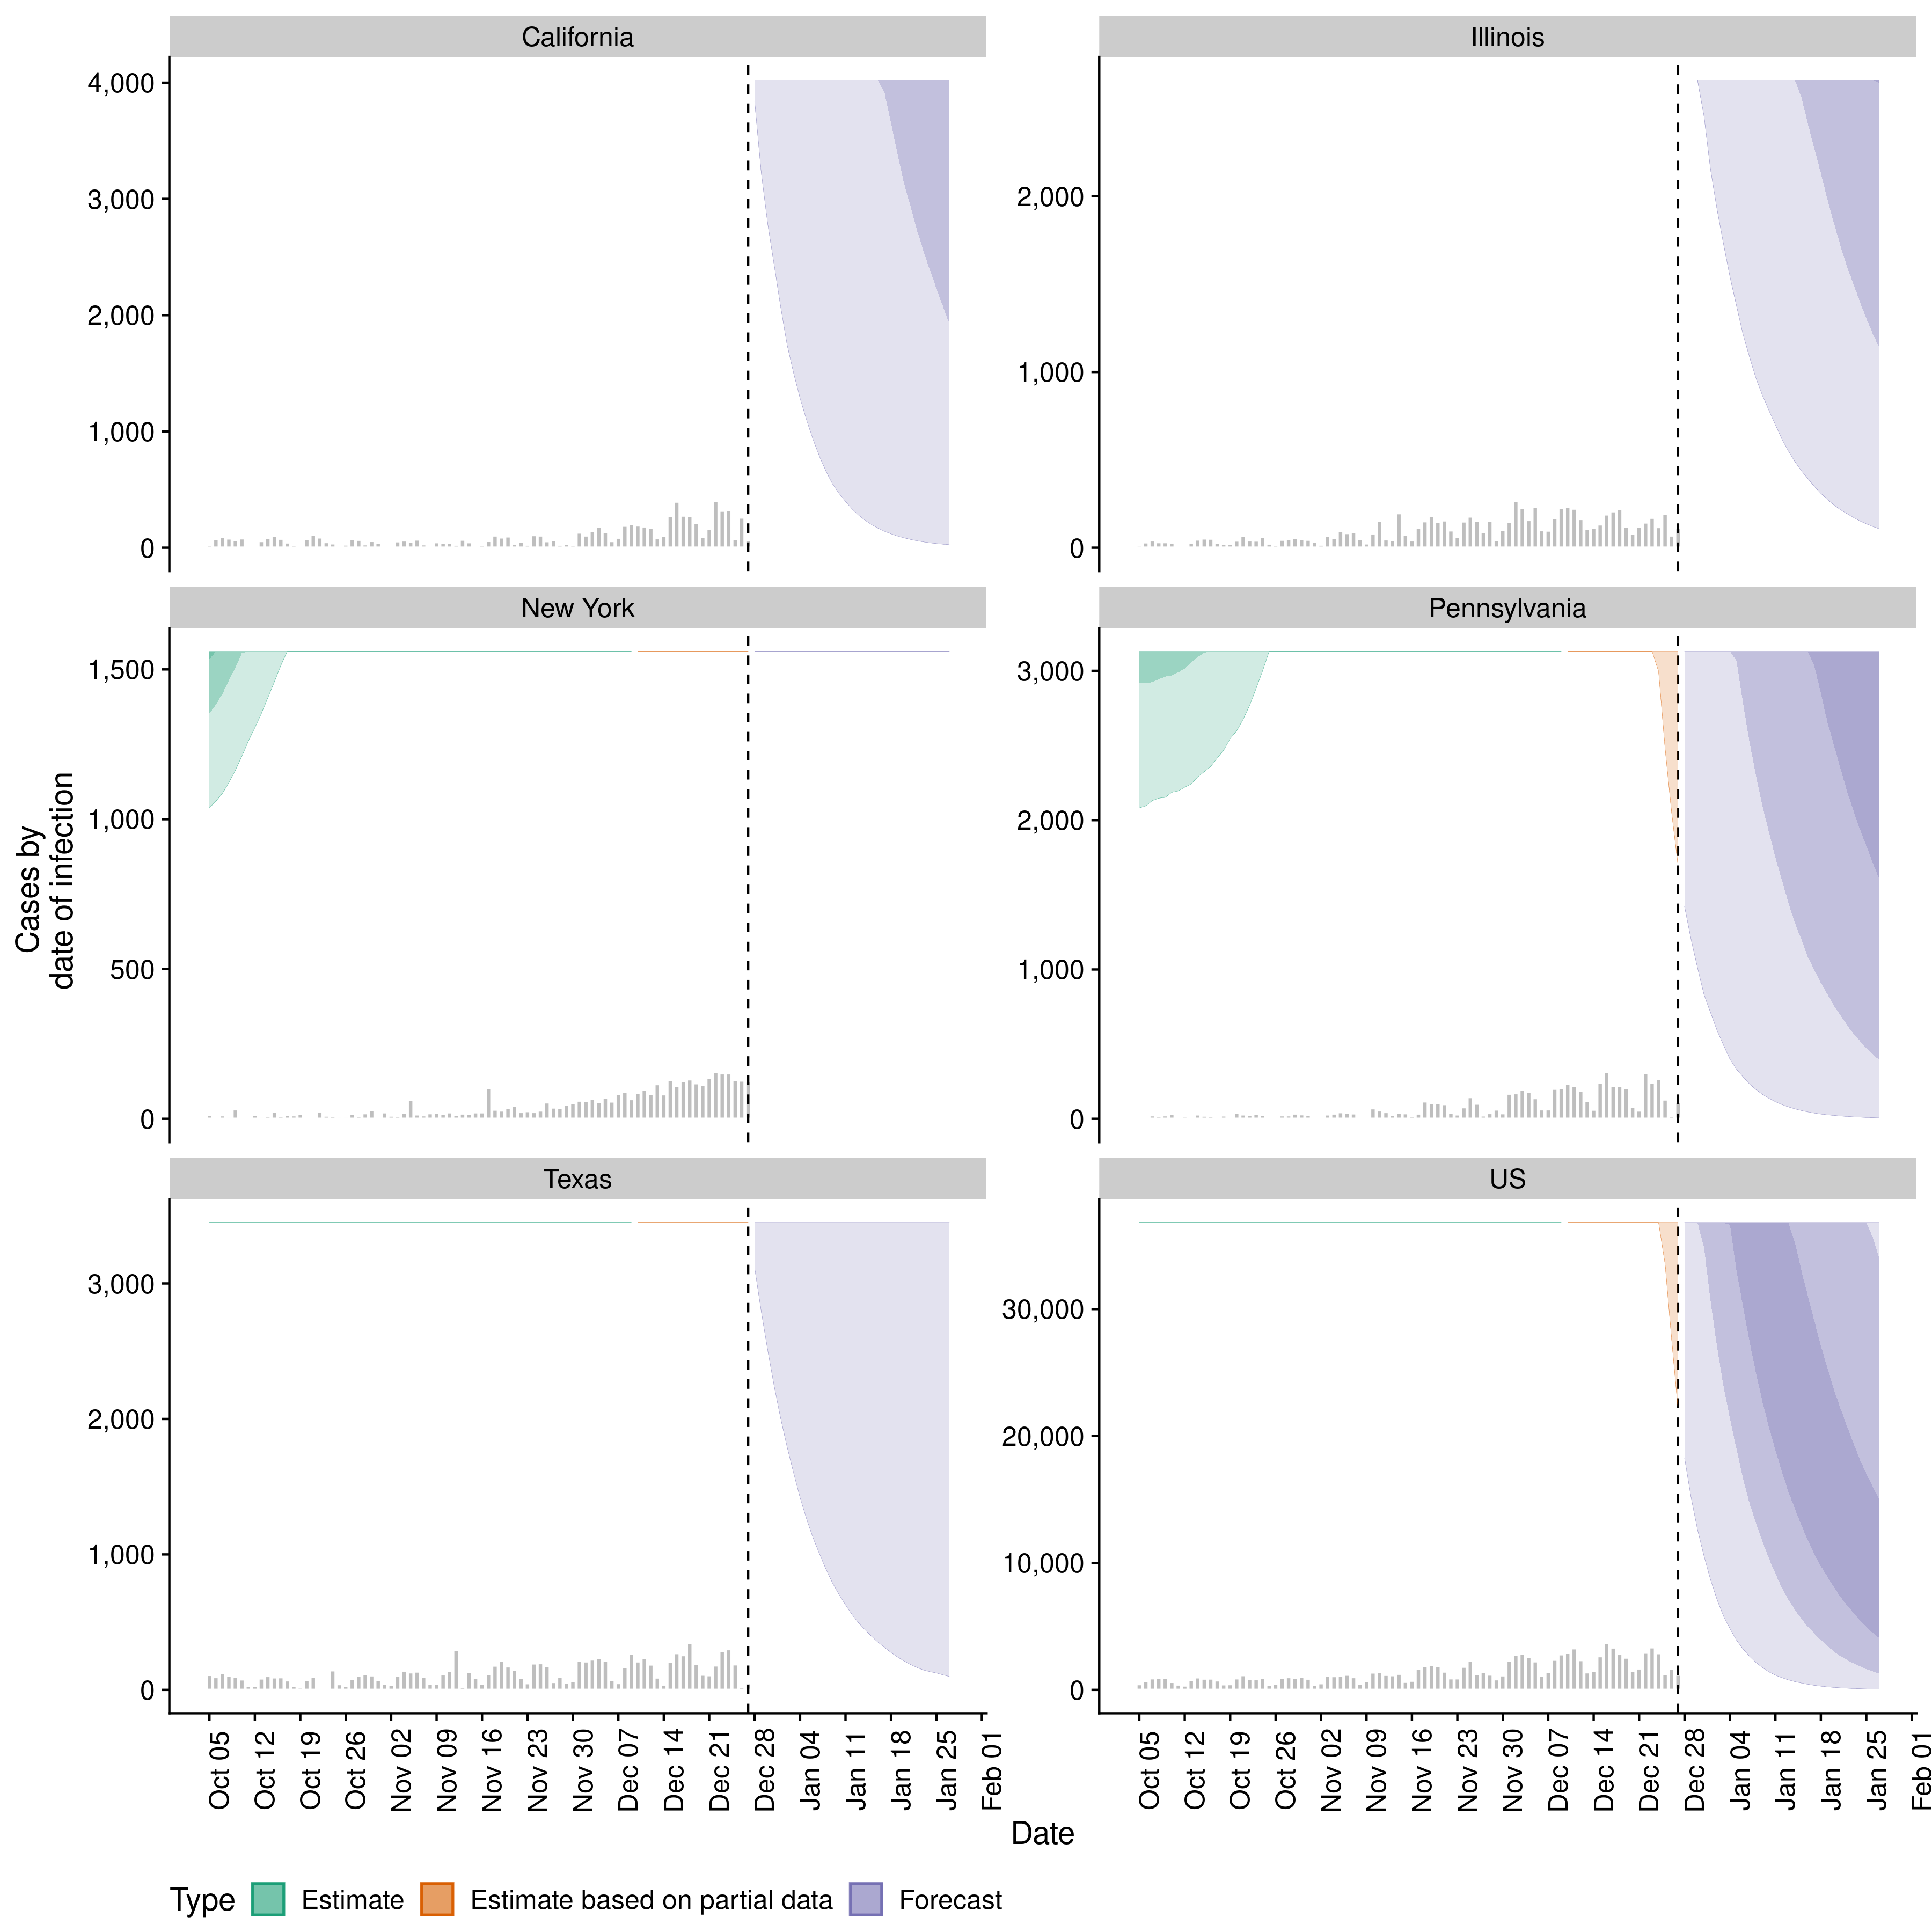 California
Illinois
4,000
3,000
2,000
1,000
0
2,000
1,000
0
New York
Pennsylvania
1,500
1,000
500
0
3,000
2,000
1,000
0
Texas
US
3,000
2,000
1,000
0
30,000
20,000
10,000
0
Cases by
date of infection
Oct 05
Oct 12
Oct 19
Oct 26
Nov 02
Nov 09
Nov 16
Nov 23
Nov 30
Dec 07
Dec 14
Dec 21
Dec 28
Jan 04
Jan 11
Jan 18
Jan 25
Feb 01
Oct 05
Oct 12
Oct 19
Oct 26
Nov 02
Nov 09
Nov 16
Nov 23
Nov 30
Dec 07
Dec 14
Dec 21
Dec 28
Jan 04
Jan 11
Jan 18
Jan 25
Feb 01
Date
Type Estimate Estimate based on partial data Forecast